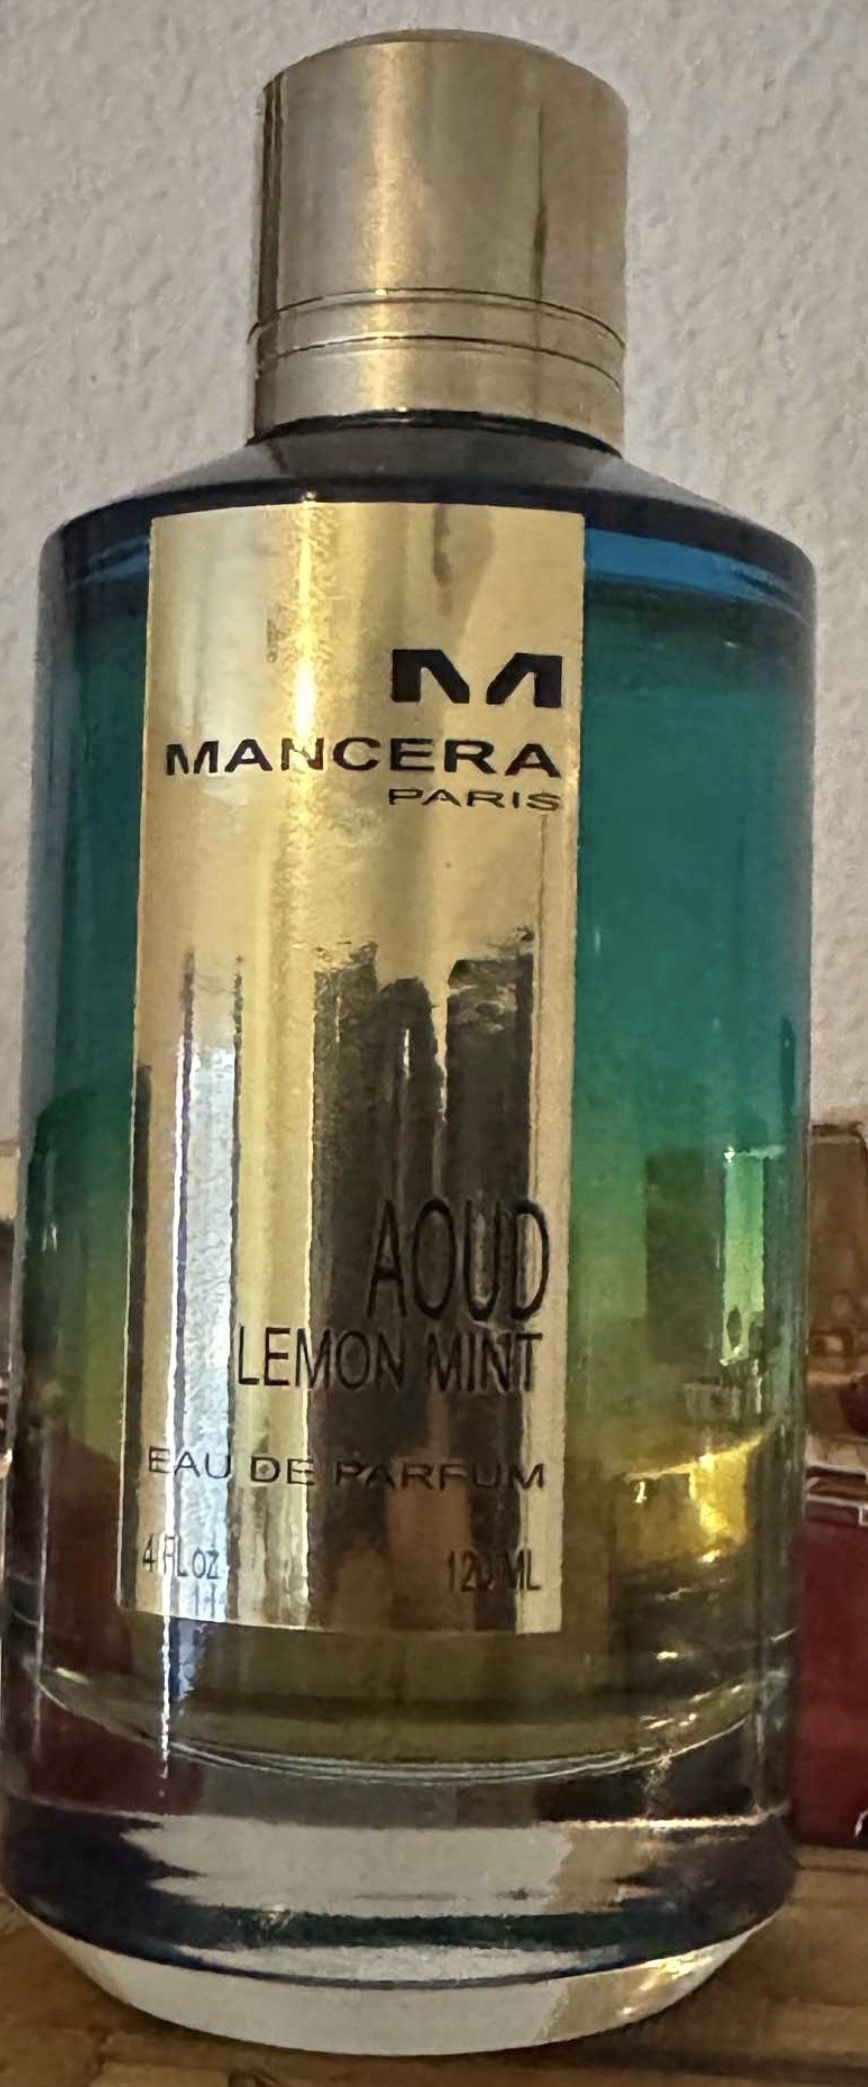 M
MANCERA
PARIS
AOUD
LEMON MINT
EAU DE PARFUM
4 FL OZ 120 ML